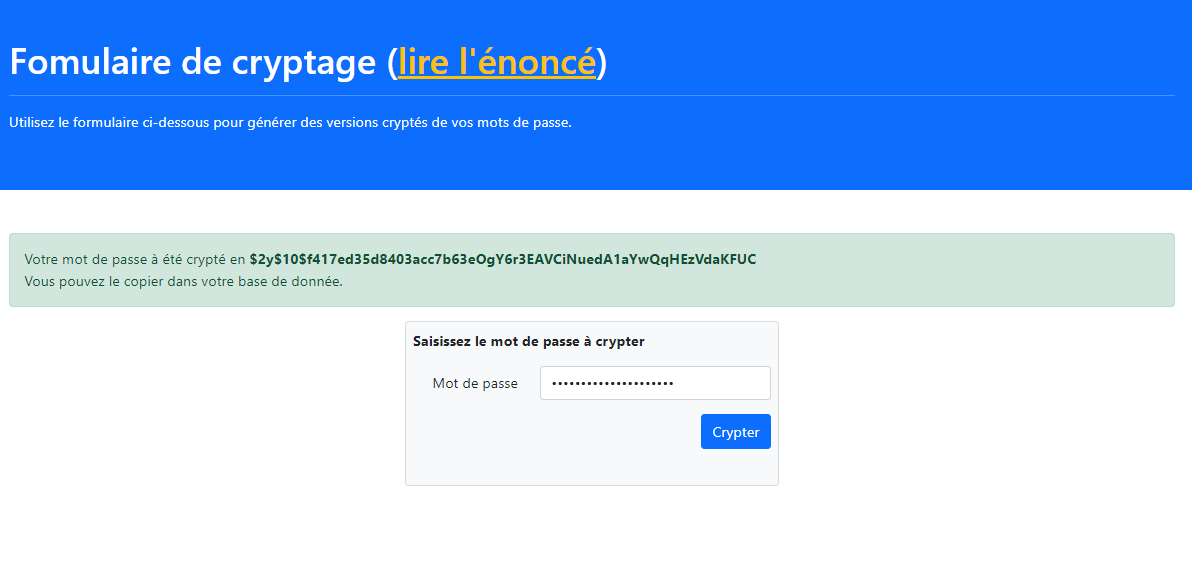 Fomulaire de cryptage (lire l'énoncé)
Utilisez le formulaire ci-dessous pour générer des versions cryptés de vos mots de passe.
Votre mot de passe à été crypté en $2y$10$f417ed35d8403acc7b63eOgY6r3EAVCiNuedA1aYwQqHEzVdaKFUC
Vous pouvez le copier dans votre base de donnée.
Saisissez le mot de passe à crypter
Mot de passe •••••••••••••••••••••
Crypter